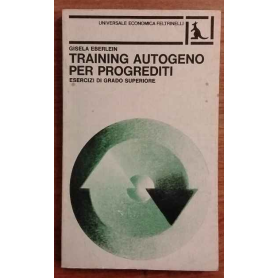 UNIVERSALE ECONOMICA FELTRINELLI
GISELA EBERLEIN
TRAINING AUTOGENO
PER PROGREDITI
ESERCIZI DI GRADO SUPERIORE